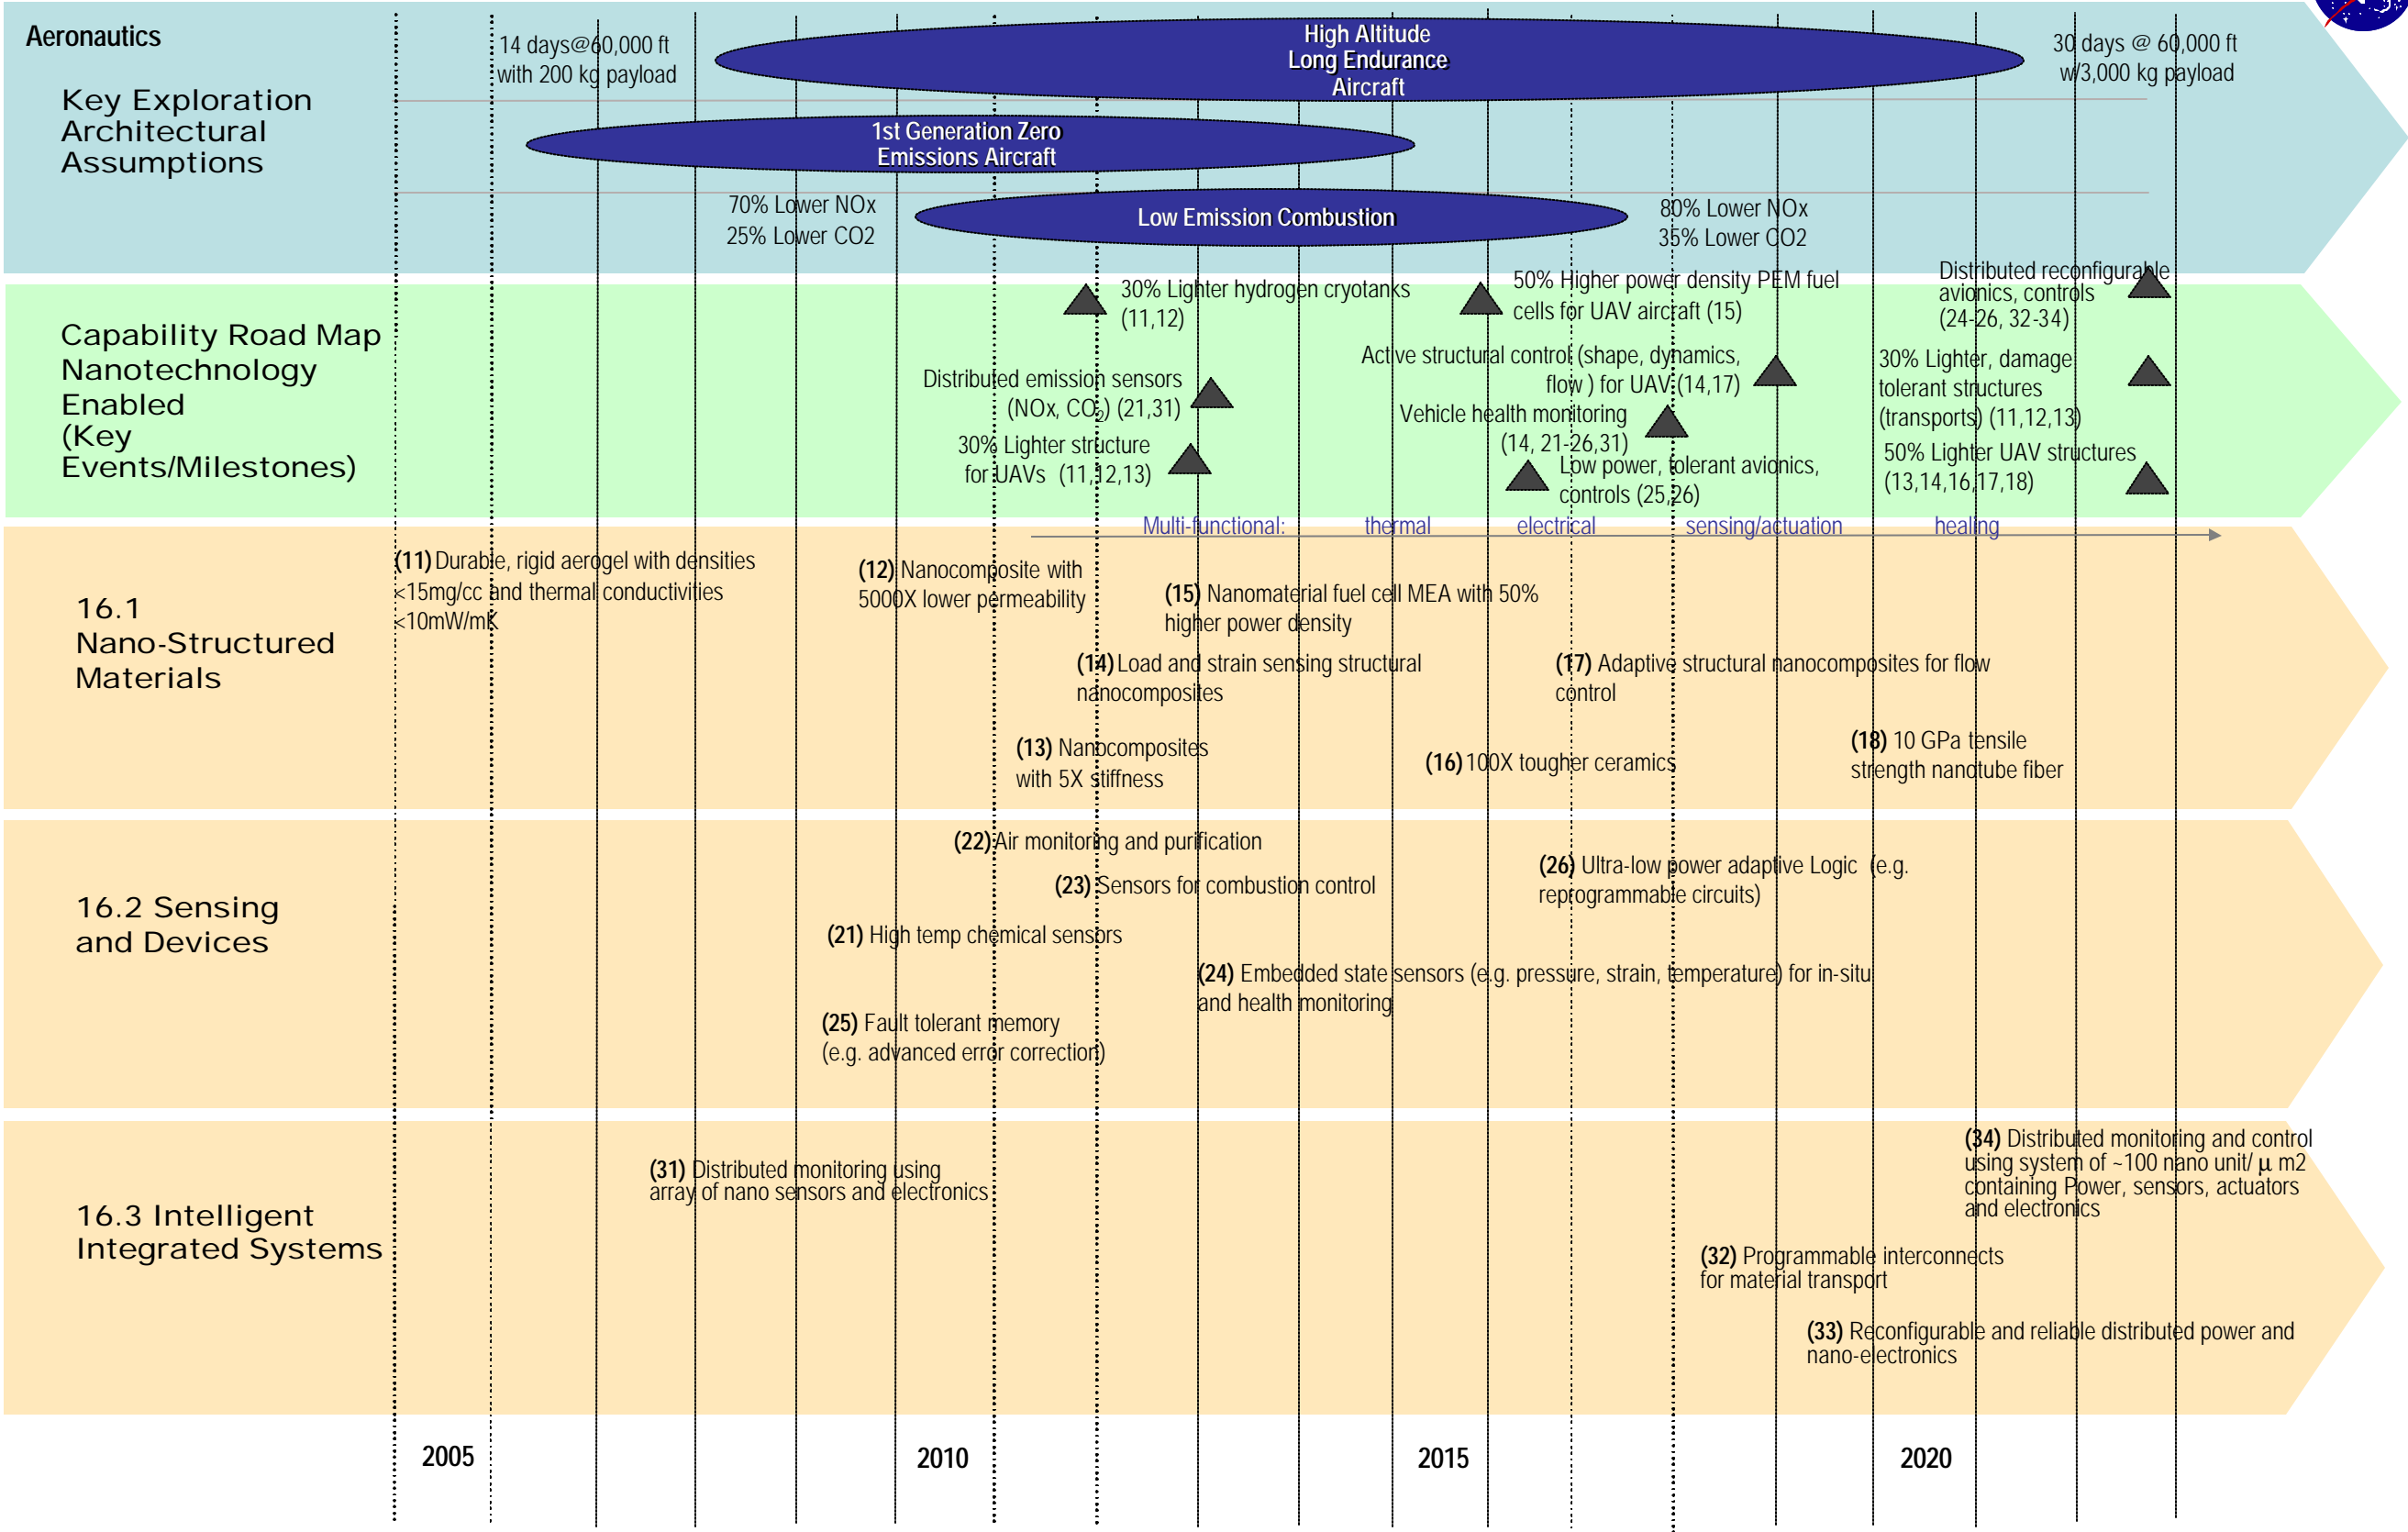 Aeronautics
Key Exploration
Architectural
Assumptions
14 days@60,000 ft
with 200 kg payload
High Altitude
Long Endurance
Aircraft
30 days @ 60,000 ft
w/3,000 kg payload
1st Generation Zero
Emissions Aircraft
70% Lower NOx
25% Lower CO2
Low Emission Combustion
80% Lower NOx
35% Lower CO2
Capability Road Map
Nanotechnology
Enabled
(Key
Events/Milestones)
30% Lighter hydrogen cryotanks
(11,12)
50% Higher power density PEM fuel
cells for UAV aircraft (15)
Distributed reconfigurable
avionics, controls
(24-26, 32-34)
Distributed emission sensors
(NOx, CO2) (21,31)
Active structural control (shape, dynamics,
flow ) for UAV (14,17)
30% Lighter, damage
tolerant structures
(transports) (11,12,13)
30% Lighter structure
for UAVs (11,12,13)
Vehicle health monitoring
(14, 21-26,31)
Low power, tolerant avionics,
controls (25,26)
50% Lighter UAV structures
(13,14,16,17,18)
Multi-functional: thermal electrical sensing/actuation healing
16.1
Nano-Structured
Materials
(11) Durable, rigid aerogel with densities
<15mg/cc and thermal conductivities
<10mW/mK
(12) Nanocomposite with
5000X lower permeability
(15) Nanomaterial fuel cell MEA with 50%
higher power density
(14) Load and strain sensing structural
nanocomposites
(17) Adaptive structural nanocomposites for flow
control
(13) Nanocomposites
with 5X stiffness
(16) 100X tougher ceramics
(18) 10 GPa tensile
strength nanotube fiber
16.2 Sensing
and Devices
(22) Air monitoring and purification
(23) Sensors for combustion control
(26) Ultra-low power adaptive Logic (e.g.
reprogrammable circuits)
(21) High temp chemical sensors
(24) Embedded state sensors (e.g. pressure, strain, temperature) for in-situ
and health monitoring
(25) Fault tolerant memory
(e.g. advanced error correction)
16.3 Intelligent
Integrated Systems
(31) Distributed monitoring using
array of nano sensors and electronics
(34) Distributed monitoring and control
using system of ~100 nano unit/ μ m2
containing Power, sensors, actuators
and electronics
(32) Programmable interconnects
for material transport
(33) Reconfigurable and reliable distributed power and
nano-electronics
2005 2010 2015 2020